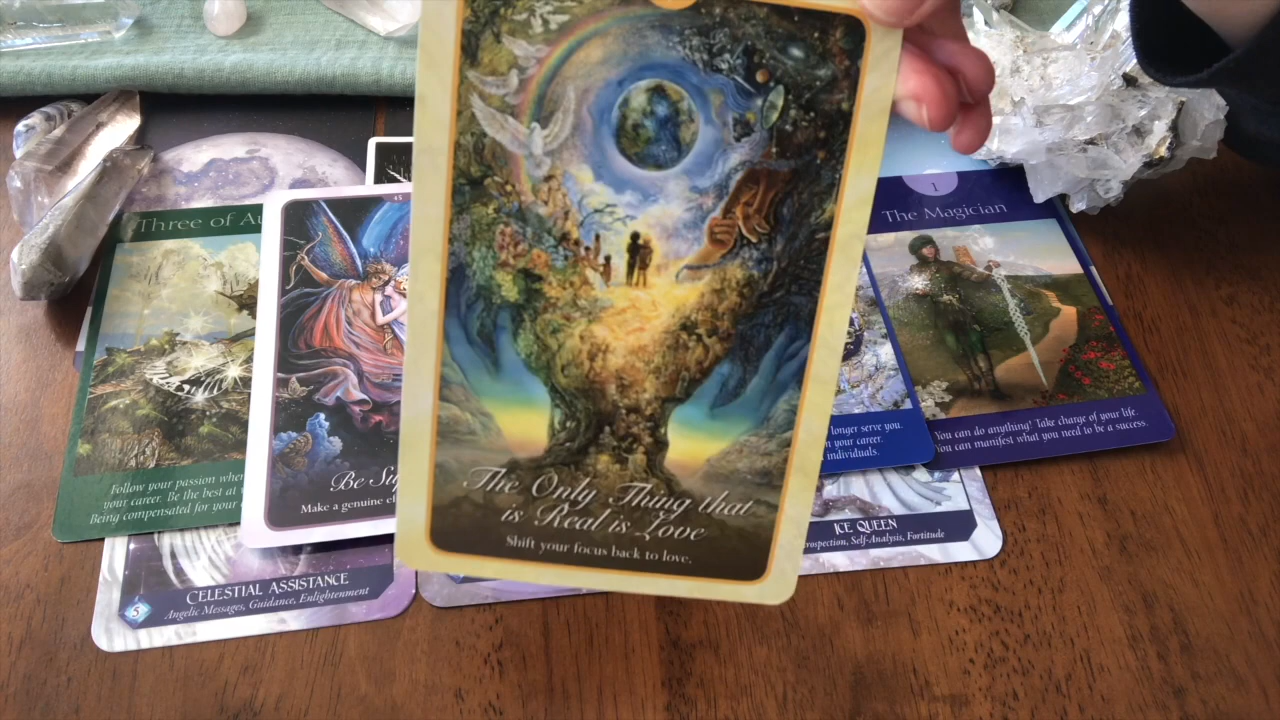 Three of
Follow your passion when
your career. Be the best at
Being compensated for your
45
Be
Make a genuine
CELESTIAL ASSISTANCE
5
Angelic Messages, Guidance, Enlightenment
The Only Thing that
is Real is Love
Shift your focus back to love.
1
The Magician
You can do anything! Take charge of your life.
You can manifest what you need to be a success.
longer serve you.
your career.
individuals.
ICE QUEEN
Self-Analysis, Fortitude